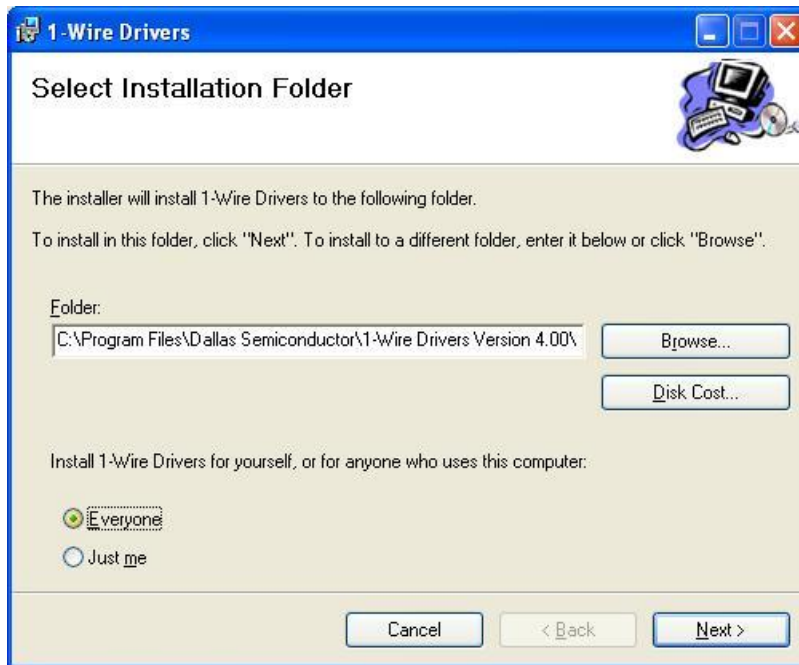 1-Wire Drivers
Select Installation Folder
The installer will install 1-Wire Drivers to the following folder.
To install in this folder, click "Next". To install to a different folder, enter it below or click "Browse".
Folder:
C:\Program Files\Dallas Semiconductor\1-Wire Drivers Version 4.00\
Browse...
Disk Cost...
Install 1-Wire Drivers for yourself, or for anyone who uses this computer:
Everyone
Just me
Cancel < Back Next >